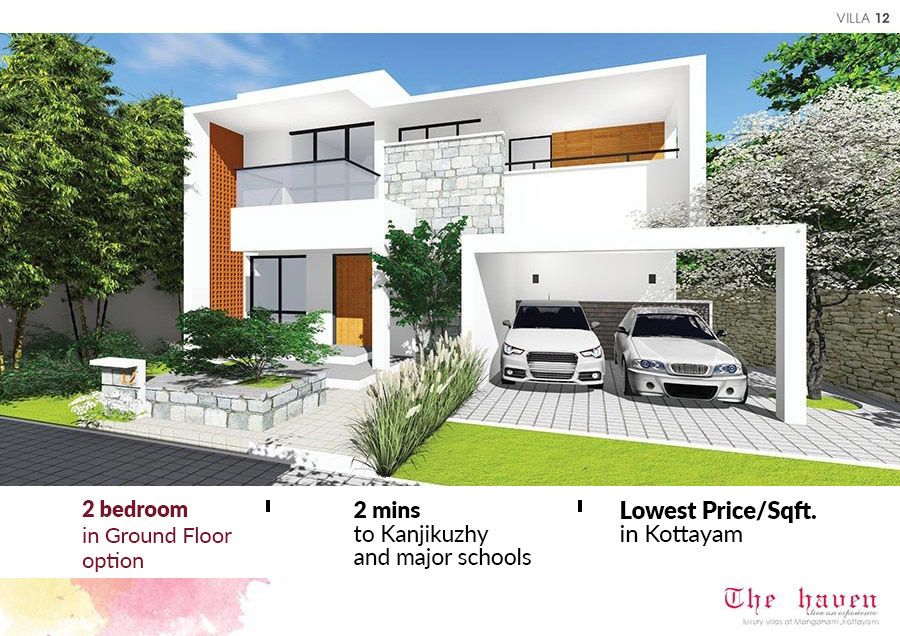 VILLA 12
2 bedroom
in Ground Floor
option
2 mins
to Kanjikuzhy
and major schools
Lowest Price/Sqft.
in Kottayam
The haven
live an experience
luxury villas at Manganam, Kottayam